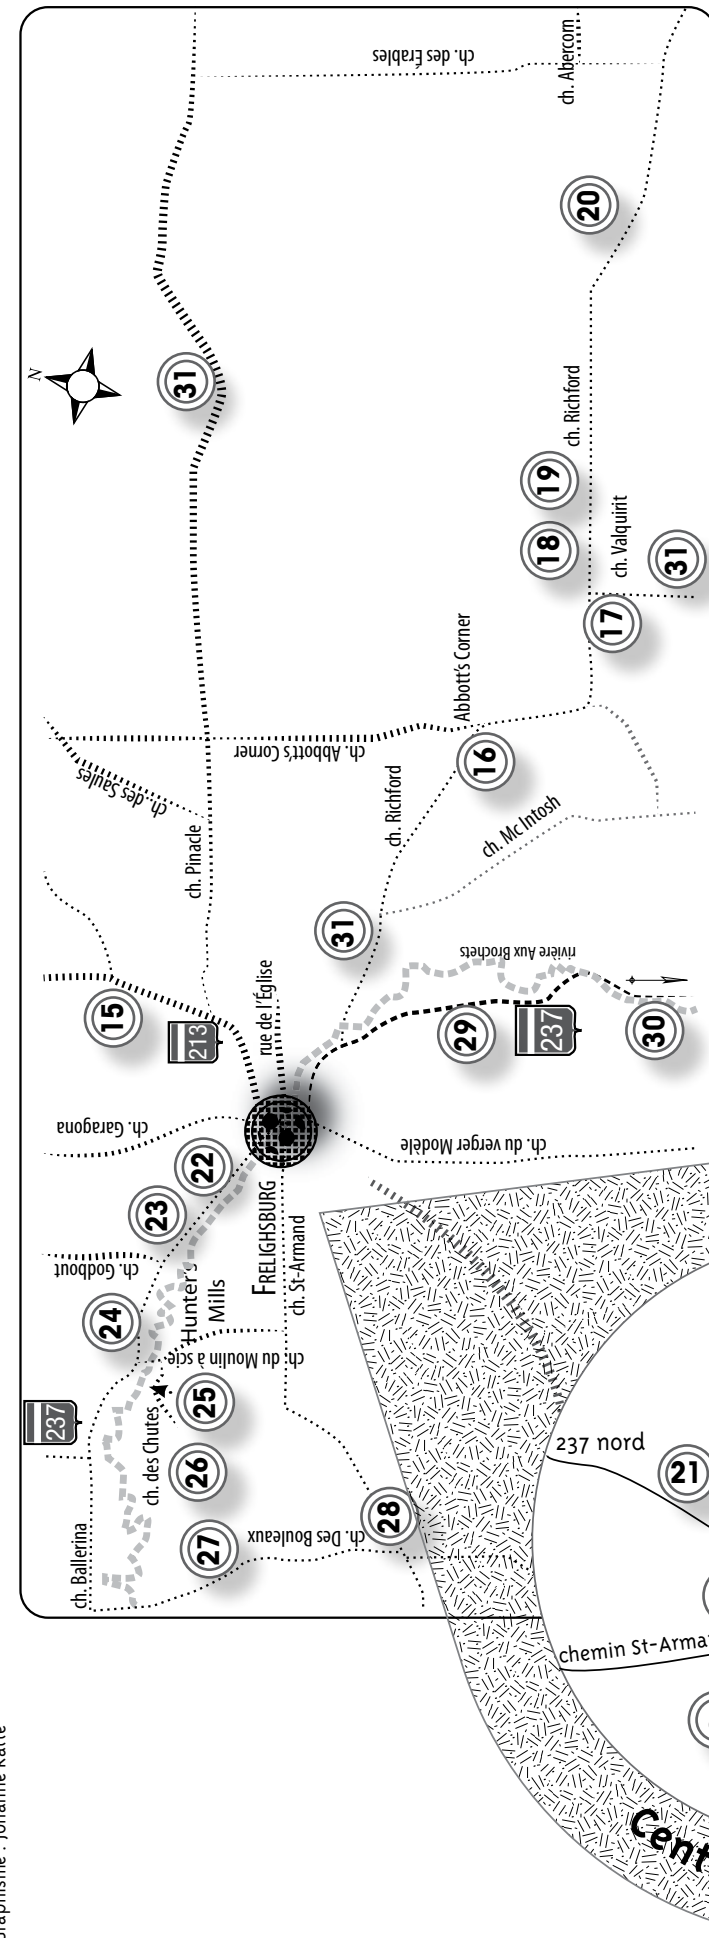 ch. des Érables
ch. Abercorn
20
N
31
ch. Richford
19
18
ch. Valquirit
31
17
Abbott's Corner
ch. Abbott's Corner
16
ch. des Saules
ch. Pinacle
ch. Richford
ch. Mc Intosh
31
rivière Aux Brochets
15
213
rue de l'Église
29
237
30
ch. Garagona
ch. du verger Modèle
22
23
FRELIGHSBURG
ch. St-Armand
ch. Godbout
Hunter's
Mills
24
ch. du Moulin à scie
237
25
ch. des Chutes
26
27
28
ch. Des Bouleaux
ch. Ballerina
237 nord
21
chemin St-Arma
Cent
Graphisme : Johanne Ratté